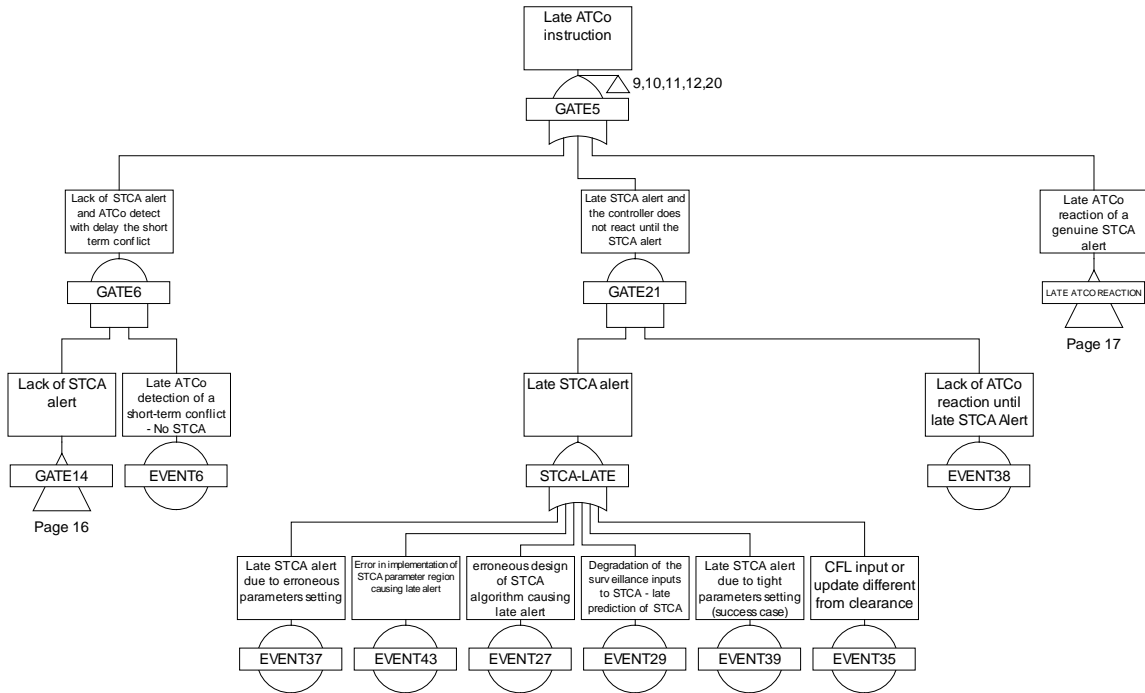 Late ATCo
instruction
9,10,11,12,20
GATE5
Lack of STCA alert
and ATCo detect
with delay the short
term conflict
GATE6
Late STCA alert and
the controller does
not react until the
STCA alert
GATE21
Late ATCo
reaction of a
genuine STCA
alert
LATE ATCO REACTION
Page 17
Lack of STCA
alert
GATE14
Page 16
Late ATCo
detection of a
short-term conflict
- No STCA
EVENT6
Late STCA alert
STCA-LATE
Lack of ATCo
reaction until
late STCA Alert
EVENT38
Late STCA alert
due to erroneous
parameters setting
EVENT37
Error in implementation of
STCA parameter region
causing late alert
EVENT43
erroneous design
of STCA
algorithm causing
late alert
EVENT27
Degradation of the
surveillance inputs
to STCA - late
prediction of STCA
EVENT29
Late STCA alert
due to tight
parameters setting
(success case)
EVENT39
CFL input or
update different
from clearance
EVENT35